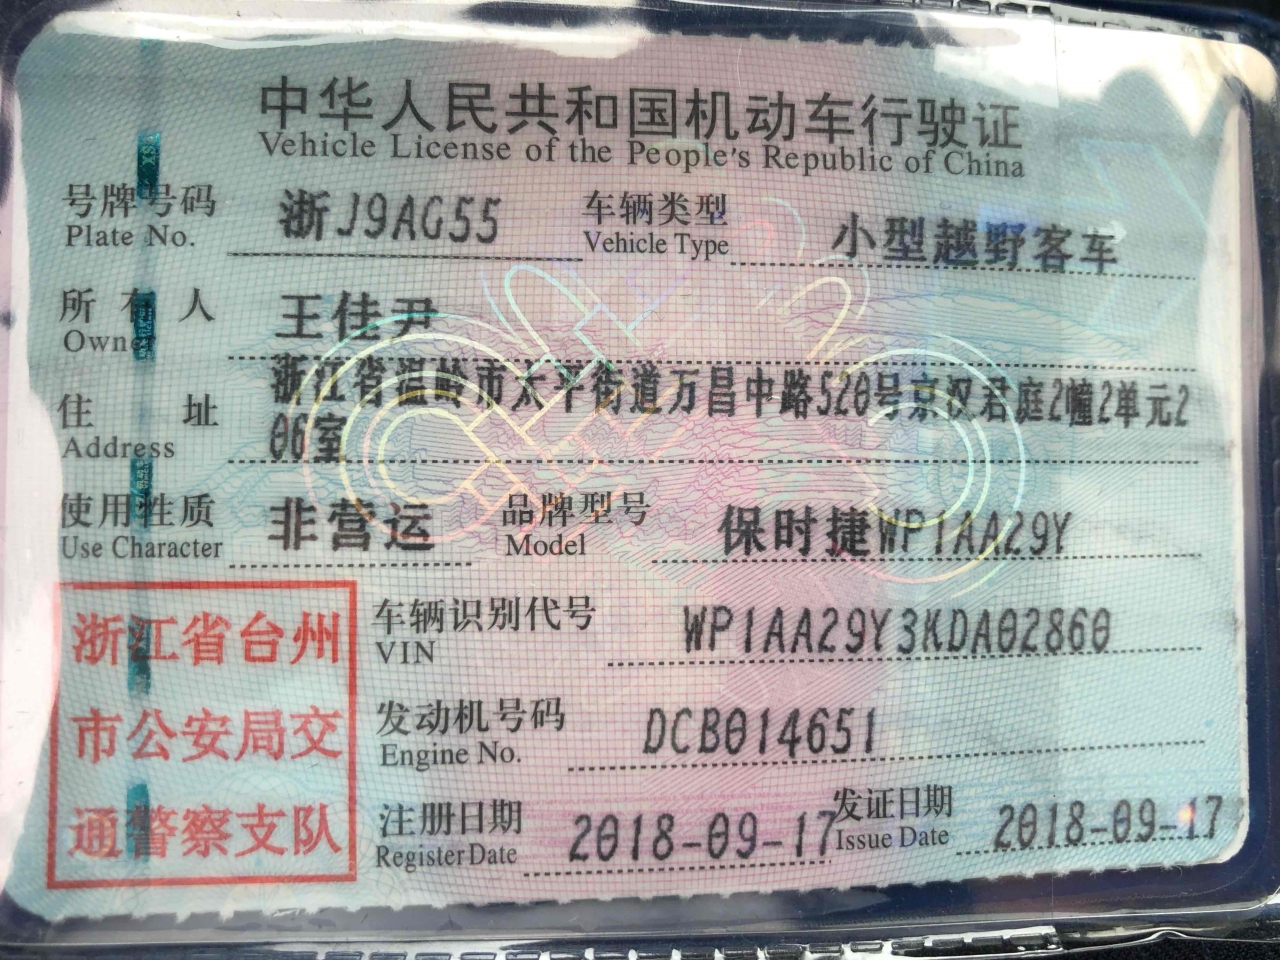 中华人民共和国机动车行驶证
Vehicle License of the People's Republic of China
号牌号码 浙J9AG55 车辆类型 小型越野客车
Plate No. Vehicle Type
所有人 王佳尹
Owner
住址 浙江省温岭市太平街道万昌中路520号京汉君庭2幢2单元2
Address 06室
使用性质 非营运 品牌型号 保时捷WP1AA29Y
Use Character Model
浙江省台州
市公安局交
通警察支队
车辆识别代号 WP1AA29Y3KDA02860
VIN
发动机号码 DCB014651
Engine No.
注册日期 2018-09-17 发证日期 2018-09-17
Register Date Issue Date